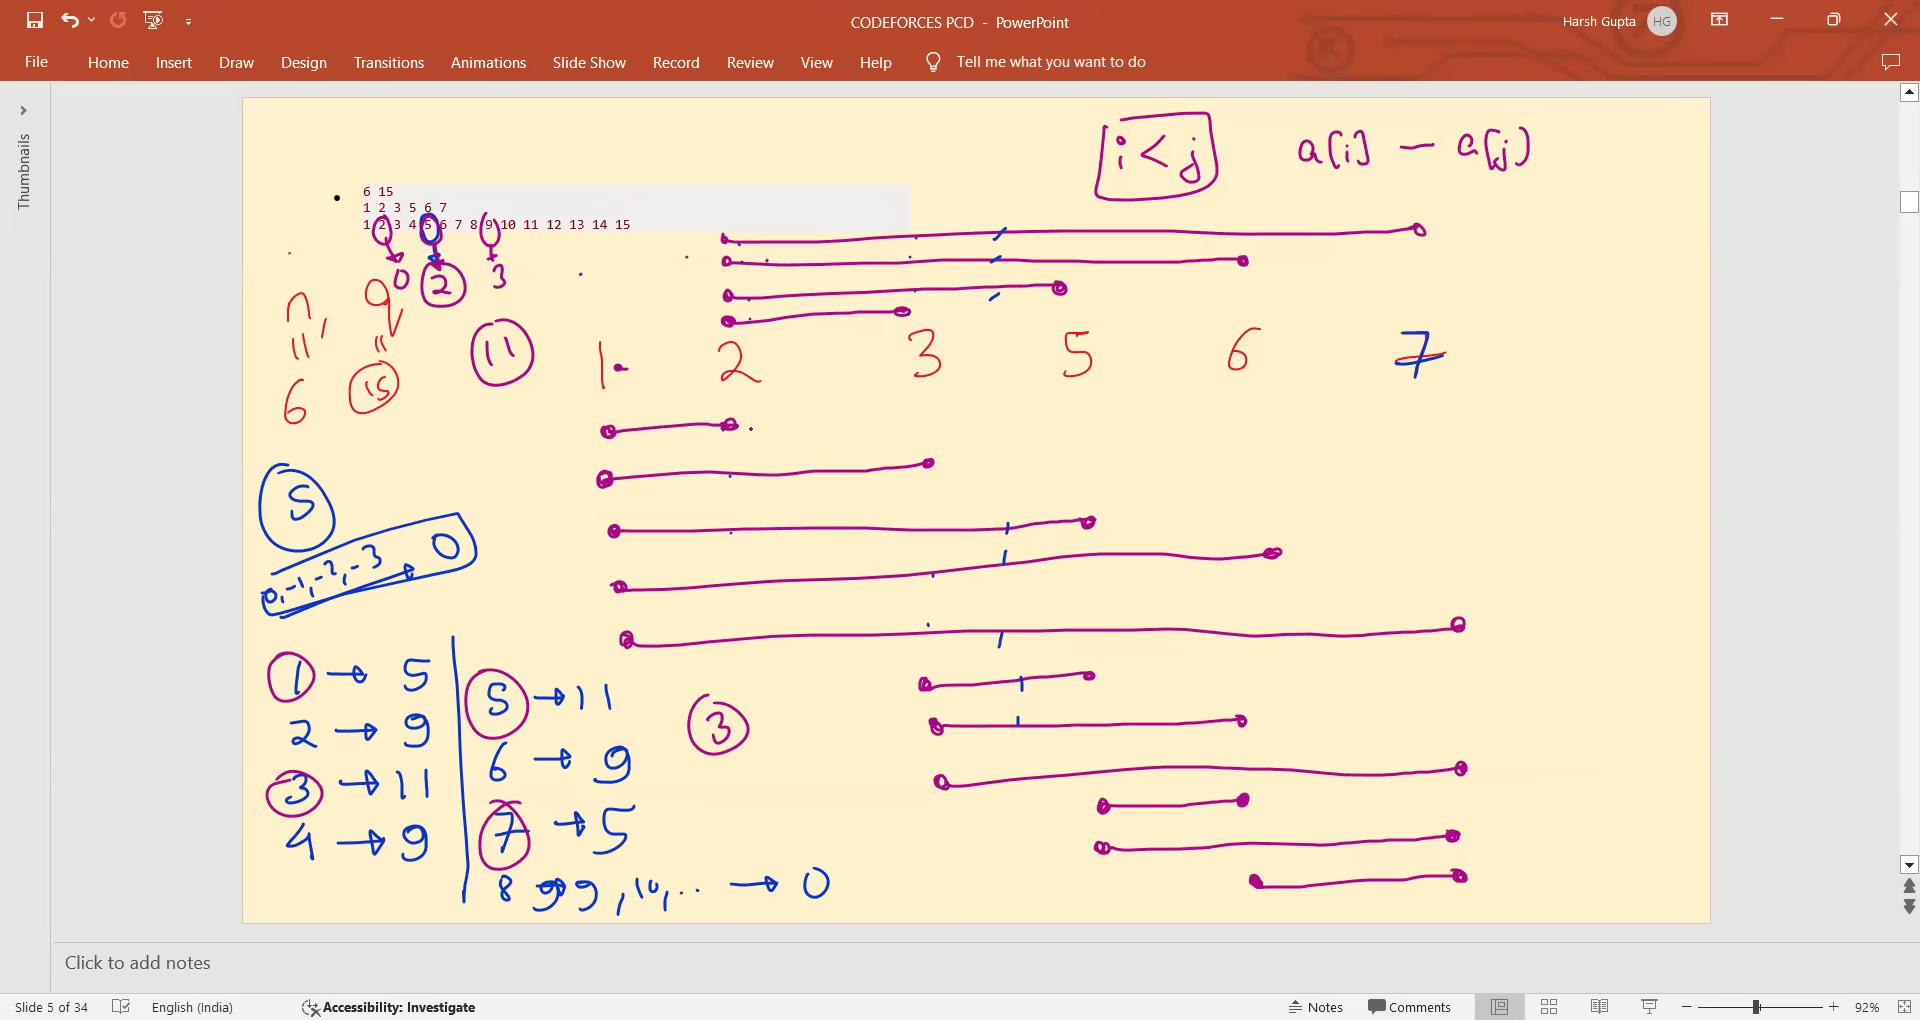 CODEFORCES PCD - PowerPoint
Harsh Gupta HG
File Home Insert Draw Design Transitions Animations Slide Show Record Review View Help Tell me what you want to do
Thumbnails
i < j a[i] - a[j]
• 6 15
1 2 3 5 6 7
1 2 3 4 5 6 7 8 9 10 11 12 13 14 15
0 2 3
n, q
11 1 2 3 5 6 7
6 15
5
0, -1, -2, -3 → 0
1 → 5
2 → 9
3 → 11
4 → 9
5 → 11
6 → 9
7 → 5
8 → 9, 10, .. → 0
3
Click to add notes
Slide 5 of 34 English (India) Accessibility: Investigate Notes Comments 92%